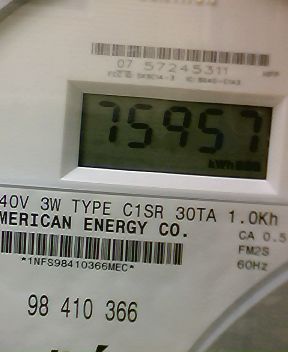 07 57245311
75957
kWh
40V 3W TYPE C1SR 30TA 1.0Kh
MERICAN ENERGY CO.
CA 0.5
FM2S
60Hz
*1NFS98410366MEC*
98 410 366